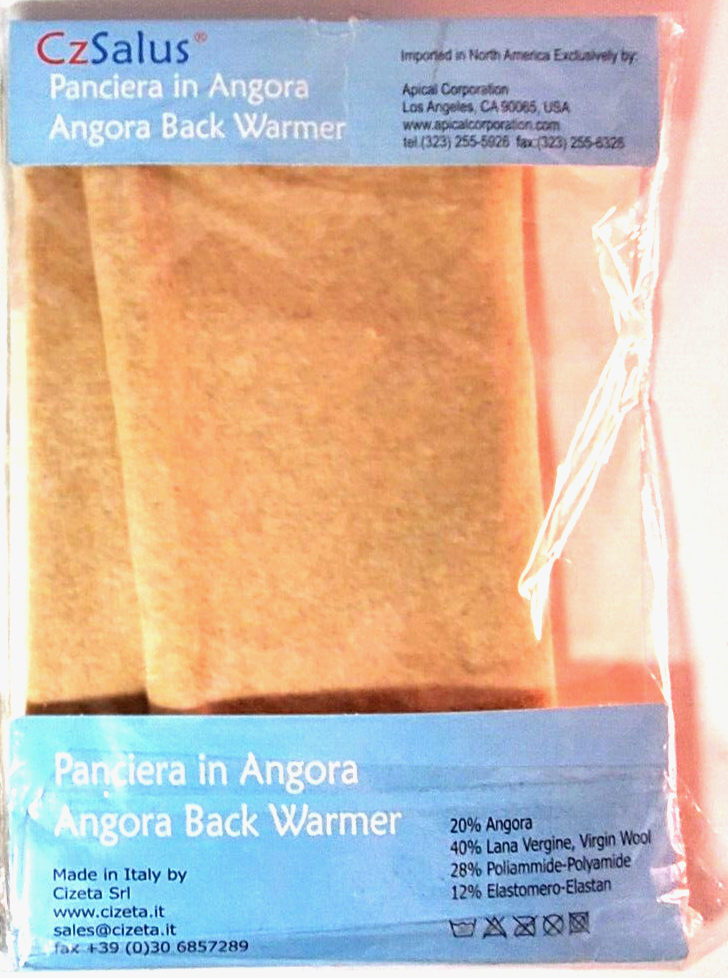 CzSalus®
Panciera in Angora
Angora Back Warmer
Imported in North America Exclusively by:
Apical Corporation
Los Angeles, CA 90065, USA
www.apicalcorporation.com
tel.(323) 255-5926 fax:(323) 255-6328
Panciera in Angora
Angora Back Warmer
Made in Italy by
Cizeta Srl
www.cizeta.it
sales@cizeta.it
fax +39 (0)30 6857289
20% Angora
40% Lana Vergine, Virgin Wool
28% Poliammide-Polyamide
12% Elastomero-Elastan